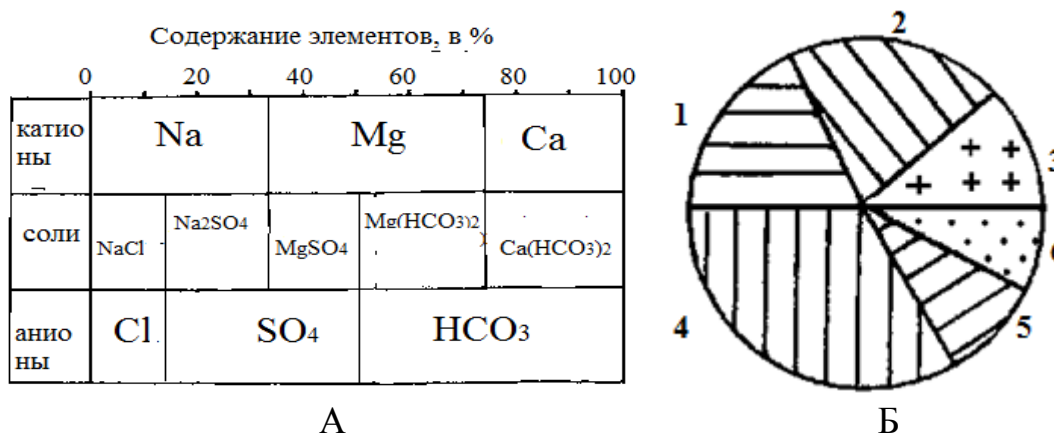 Содержание элементов, в %
0 20 40 60 80 100
катио
ны
Na Mg Ca
соли
NaCl Na2SO4 MgSO4 Mg(HCO3)2 Ca(HCO3)2
анио
ны
Cl SO4 HCO3
А
1
2
3
4
5
6
Б